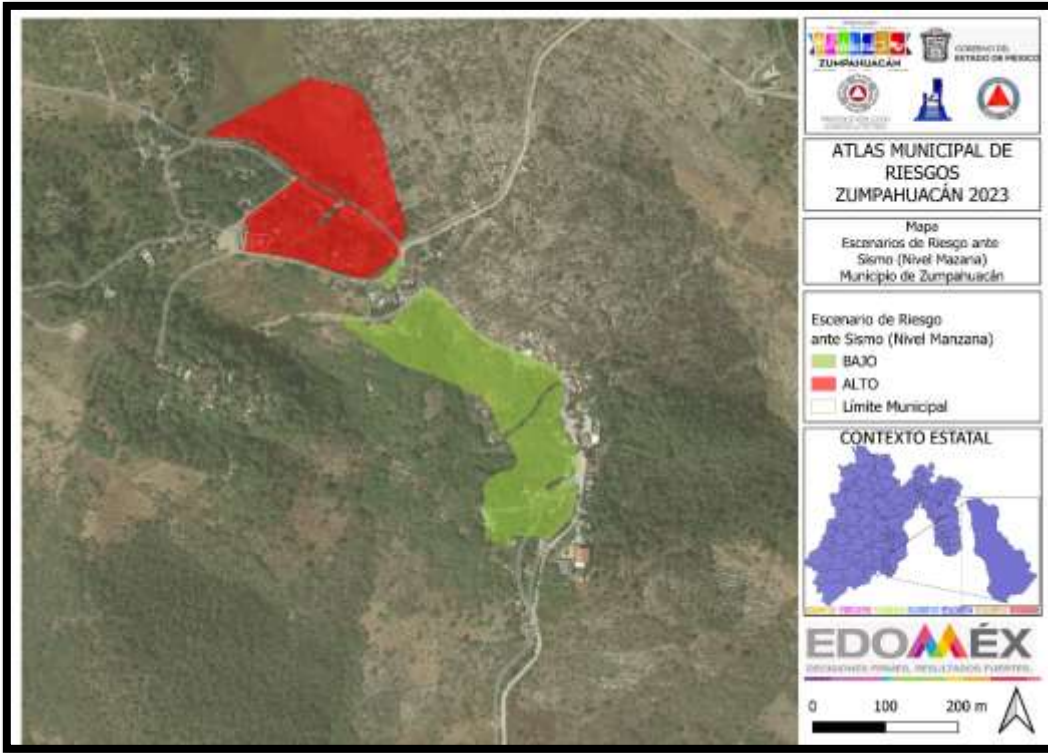 ZUMPAHUACÁN
GOBIERNO DEL
ESTADO DE MÉXICO
ATLAS MUNICIPAL DE
RIESGOS
ZUMPAHUACÁN 2023
Mapa
Escenarios de Riesgo ante
Sismo (Nivel Mazana)
Municipio de Zumpahuacán
Escenario de Riesgo
ante Sismo (Nivel Manzana)
BAJO
ALTO
Límite Municipal
CONTEXTO ESTATAL
EDOMÉX
DECISIONES FIRMES, RESULTADOS FUERTES.
0 100 200 m